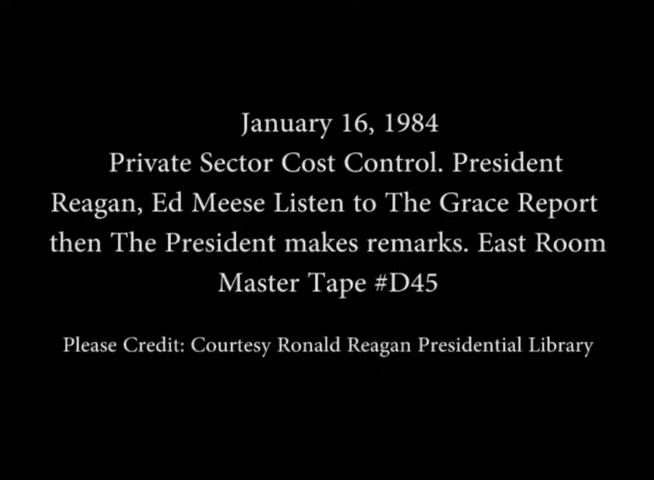 January 16, 1984
Private Sector Cost Control. President
Reagan, Ed Meese Listen to The Grace Report
then The President makes remarks. East Room
Master Tape #D45
Please Credit: Courtesy Ronald Reagan Presidential Library